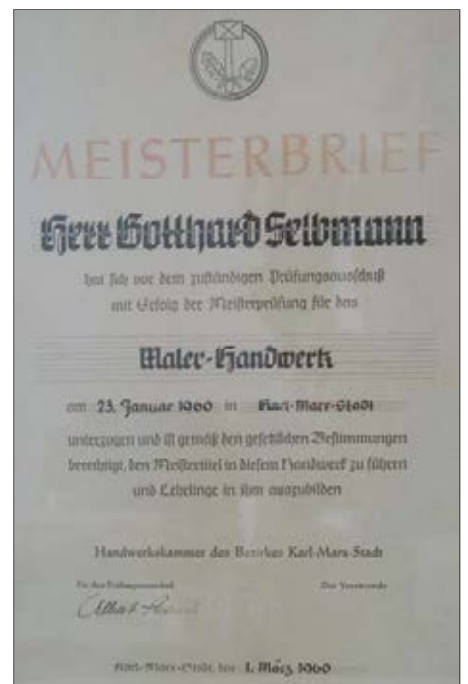 MEISTERBRIEF
Herr Gotthard Selbmann
hat sich vor dem zuständigen Prüfungsausschuß
mit Erfolg der Meisterprüfung für das
Maler-Handwerk
am 23. Januar 1960 in Karl-Marx-Stadt
unterzogen und ist gemäß den gesetzlichen Bestimmungen
berechtigt, den Meistertitel in diesem Handwerk zu führen
und Lehrlinge in ihm auszubilden
Handwerkskammer des Bezirkes Karl-Marx-Stadt
Für den Prüfungsausschuß Der Vorsitzende
Karl-Marx-Stadt, den 1. März 1960